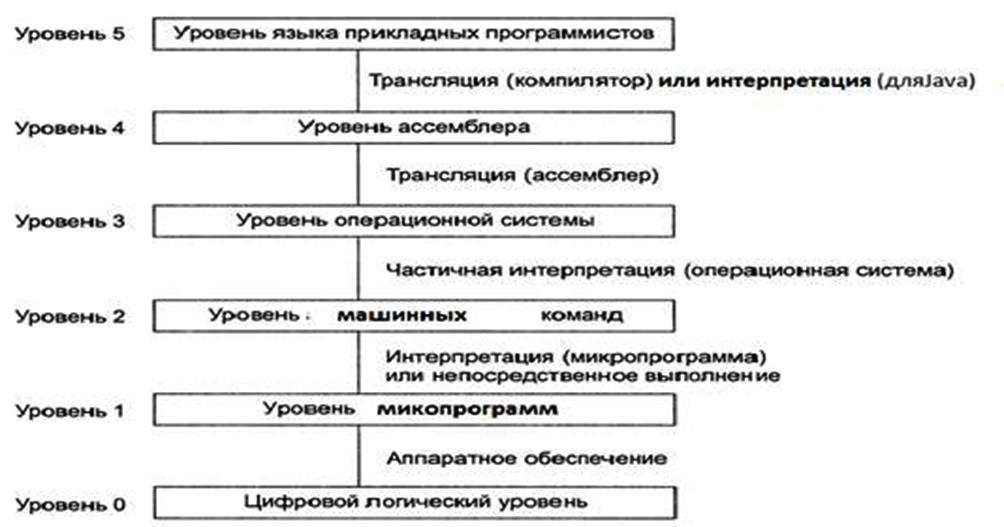 Уровень 5 Уровень языка прикладных программистов
Трансляция (компилятор) или интерпретация (дляJava)
Уровень 4 Уровень ассемблера
Трансляция (ассемблер)
Уровень 3 Уровень операционной системы
Частичная интерпретация (операционная система)
Уровень 2 Уровень машинных команд
Интерпретация (микропрограмма)
или непосредственное выполнение
Уровень 1 Уровень микопрограмм
Аппаратное обеспечение
Уровень 0 Цифровой логический уровень